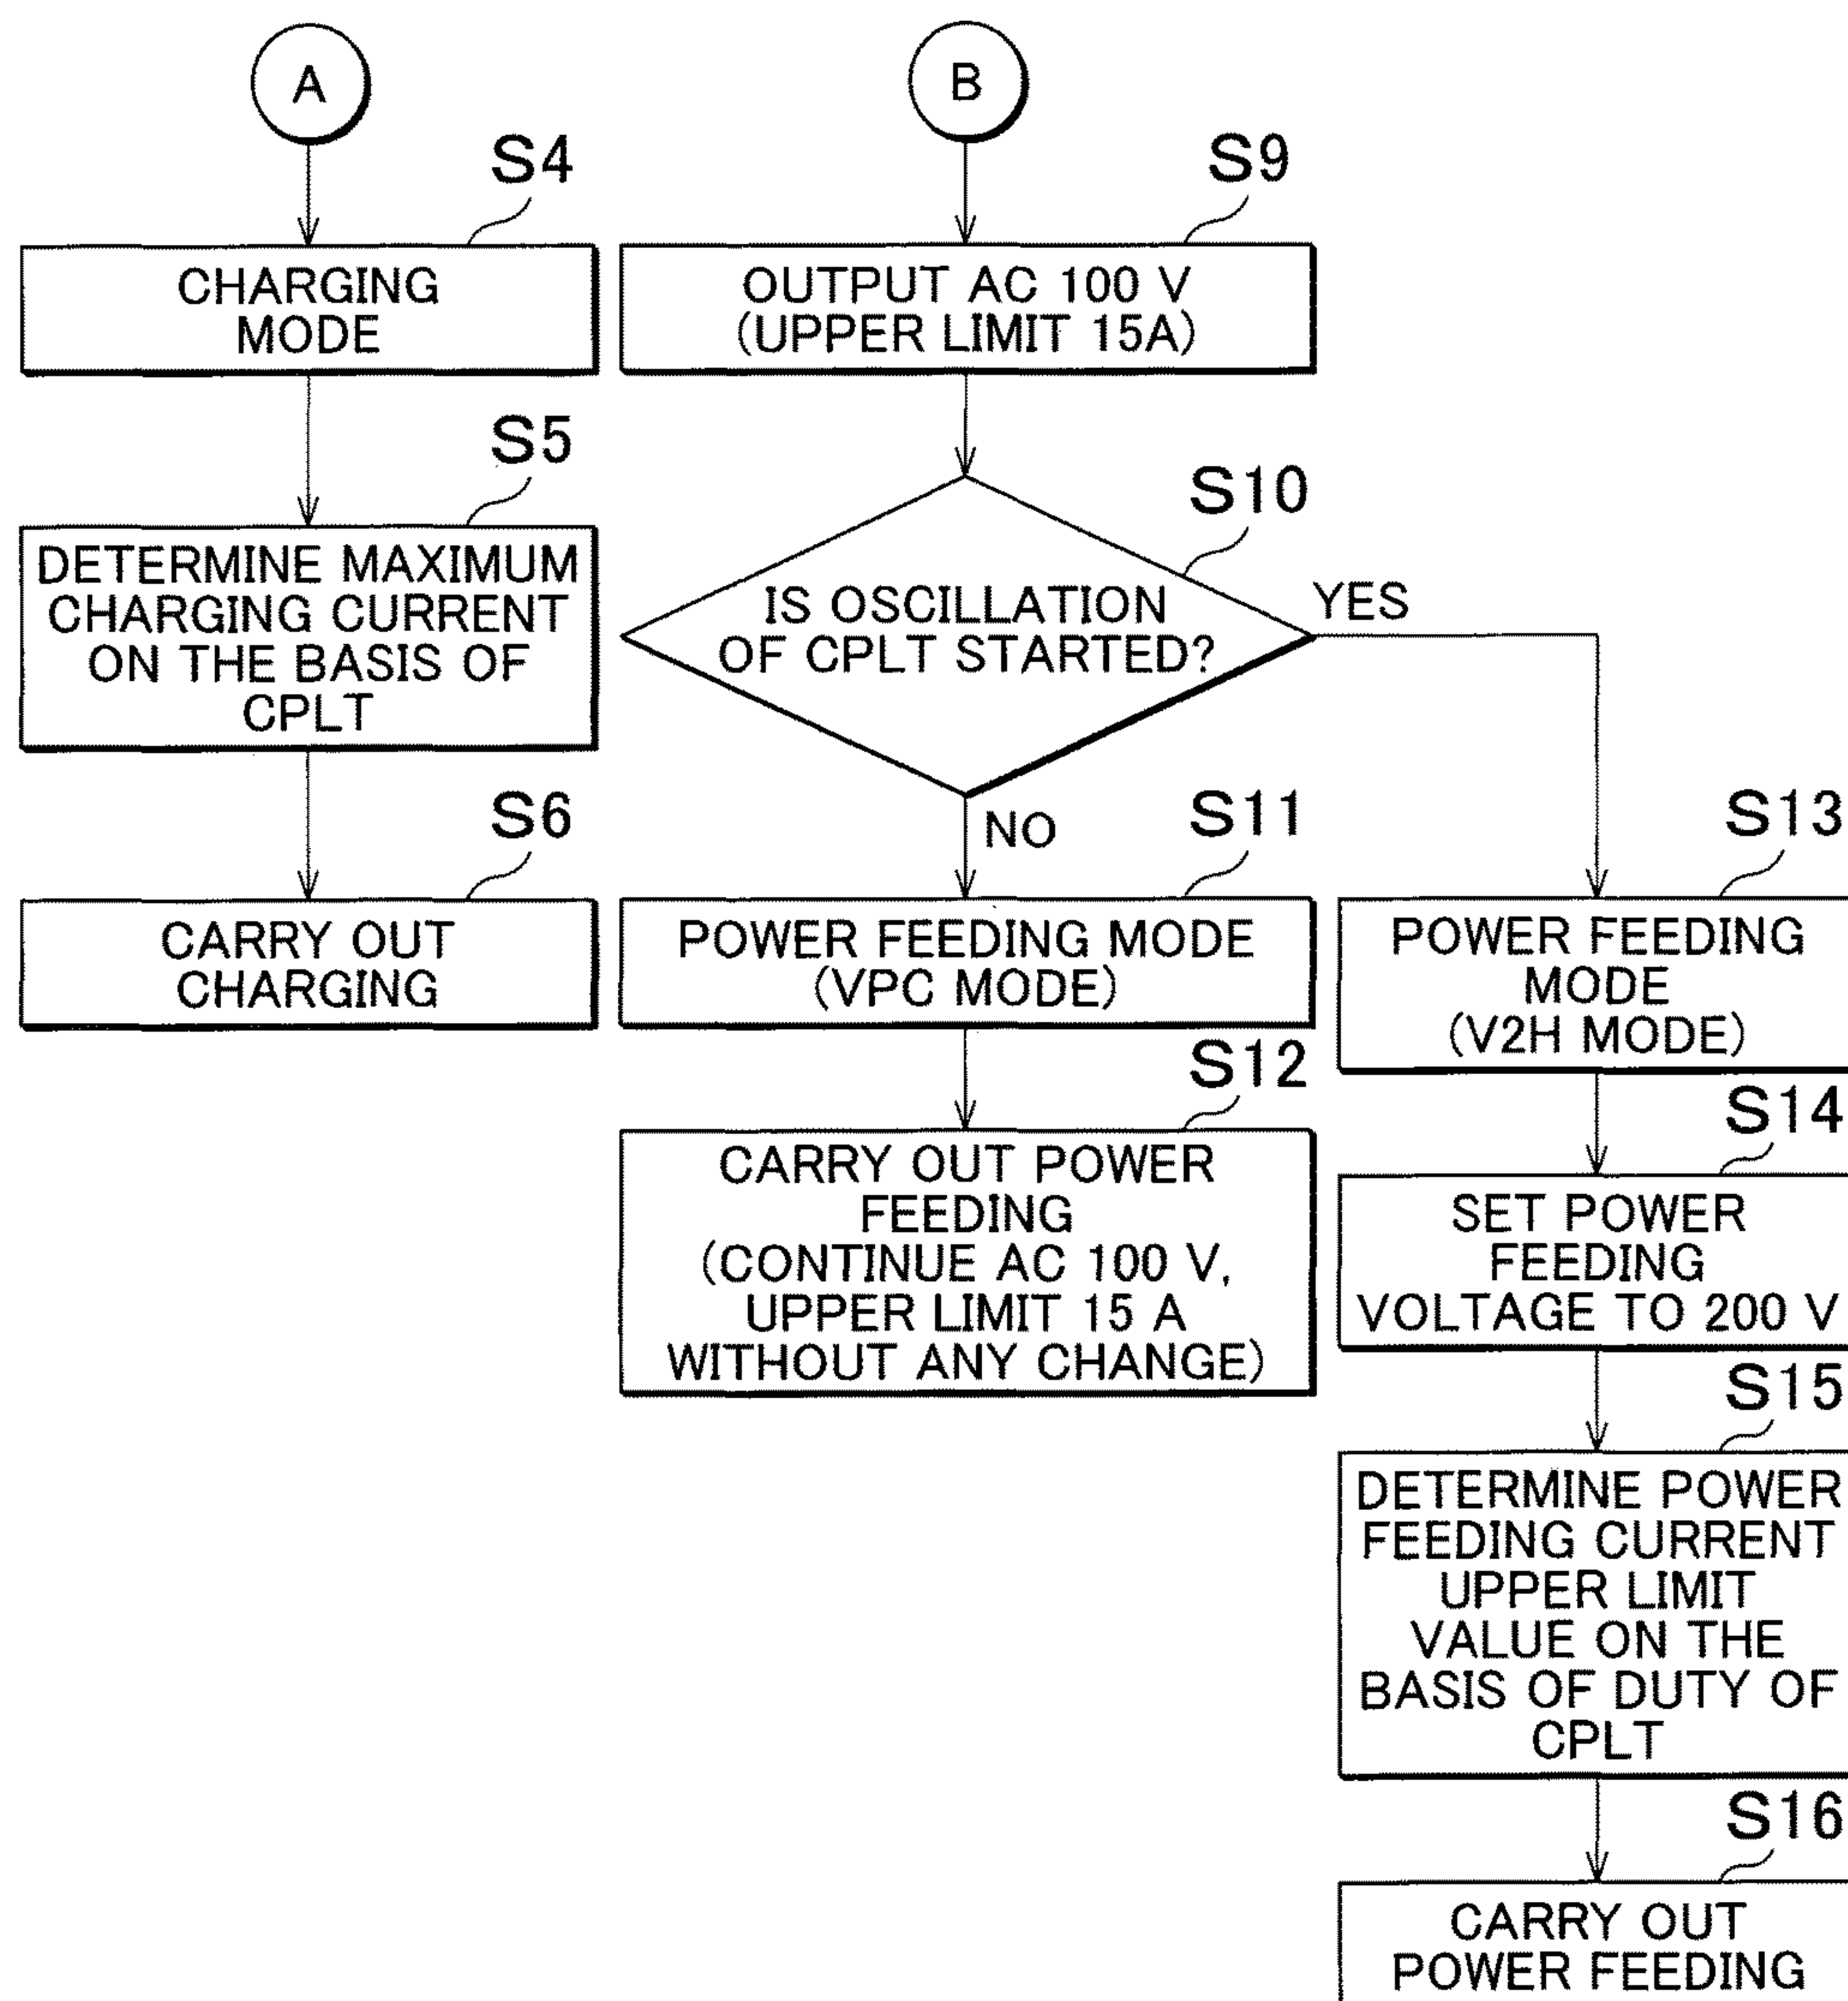 A
S4
CHARGING
MODE
S5
DETERMINE MAXIMUM
CHARGING CURRENT
ON THE BASIS OF
CPLT
S6
CARRY OUT
CHARGING
B
S9
OUTPUT AC 100 V
(UPPER LIMIT 15A)
S10
IS OSCILLATION
OF CPLT STARTED?
YES
NO
S11
POWER FEEDING MODE
(VPC MODE)
S12
CARRY OUT POWER
FEEDING
(CONTINUE AC 100 V,
UPPER LIMIT 15 A
WITHOUT ANY CHANGE)
S13
POWER FEEDING
MODE
(V2H MODE)
S14
SET POWER
FEEDING
VOLTAGE TO 200 V
S15
DETERMINE POWER
FEEDING CURRENT
UPPER LIMIT
VALUE ON THE
BASIS OF DUTY OF
CPLT
S16
CARRY OUT
POWER FEEDING